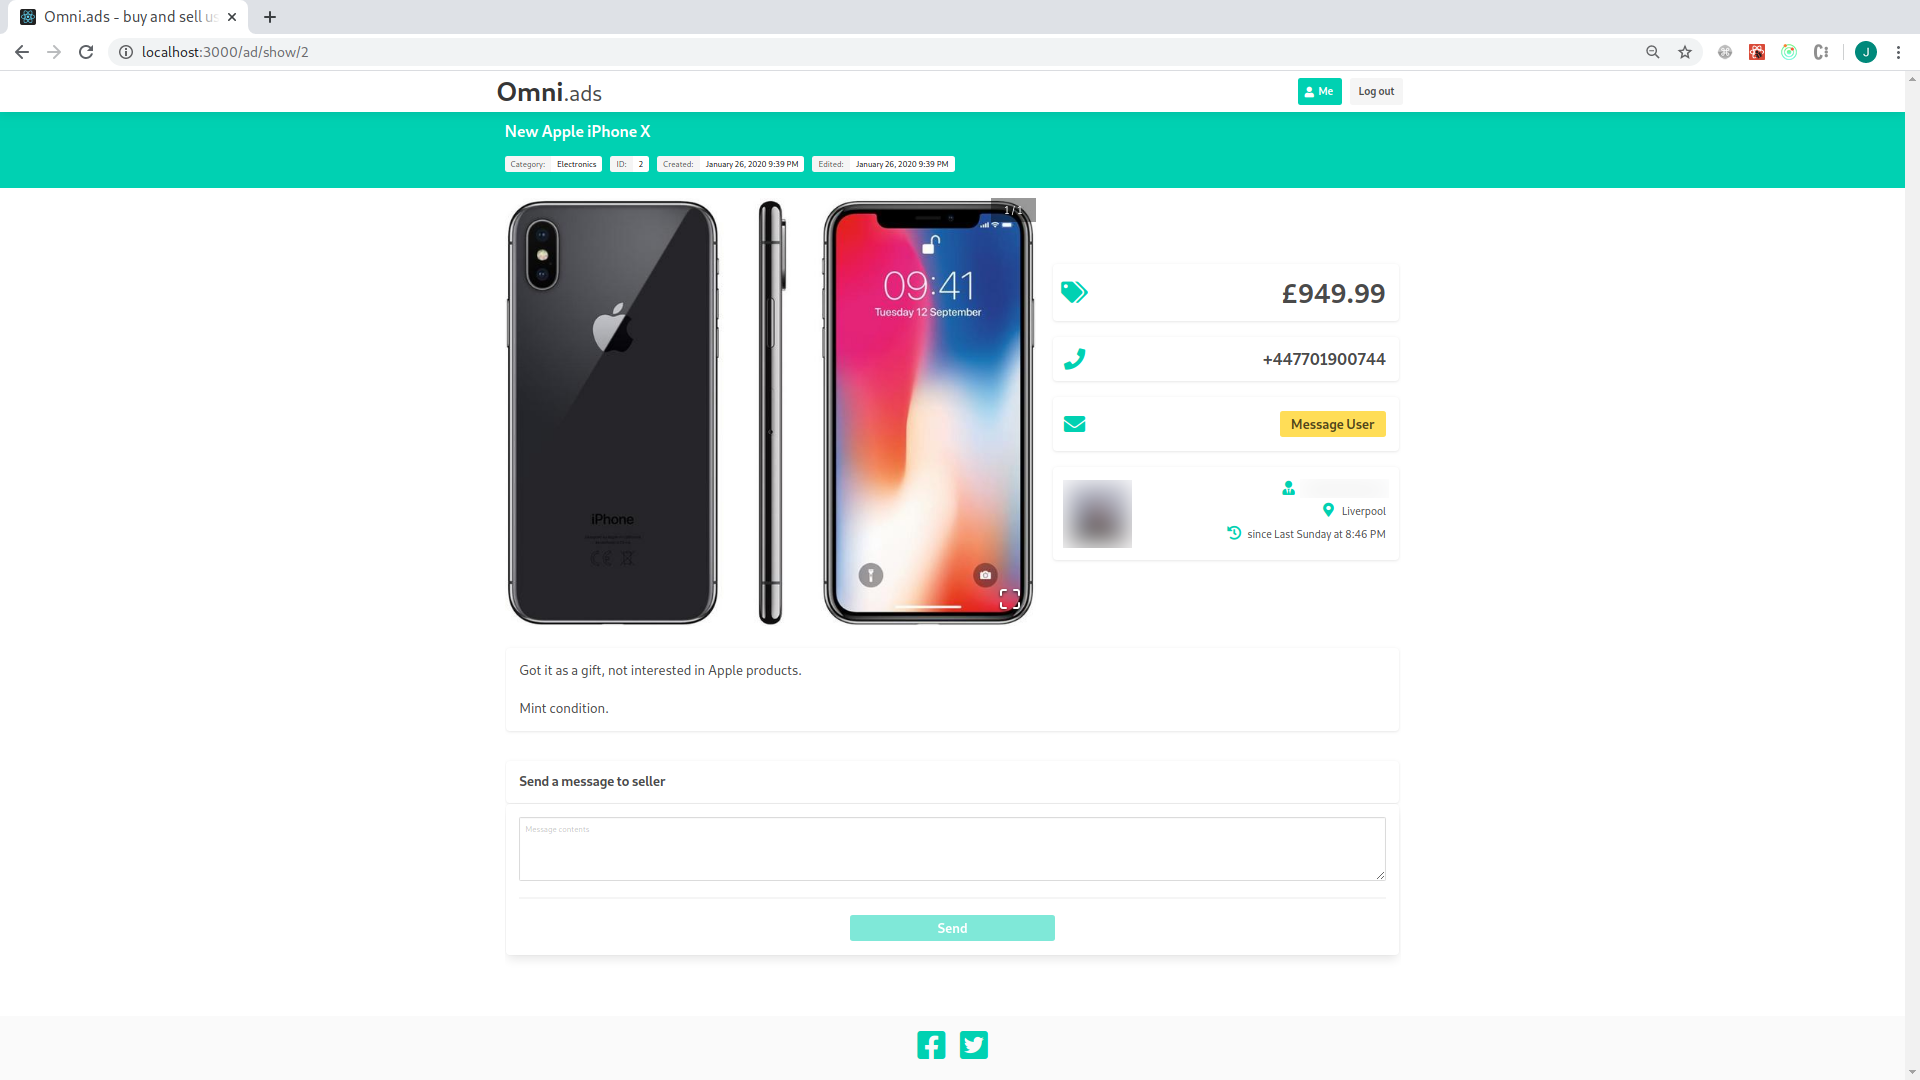 Omni.ads - buy and sell us
localhost:3000/ad/show/2
J
Omni.ads
Me
Log out
New Apple iPhone X
Category: Electronics
ID: 2
Created: January 26, 2020 9:39 PM
Edited: January 26, 2020 9:39 PM
1 / 1
09:41
Tuesday 12 September
iPhone
£949.99
+447701900744
Message User
Liverpool
since Last Sunday at 8:46 PM
Got it as a gift, not interested in Apple products.
Mint condition.
Send a message to seller
Message contents
Send